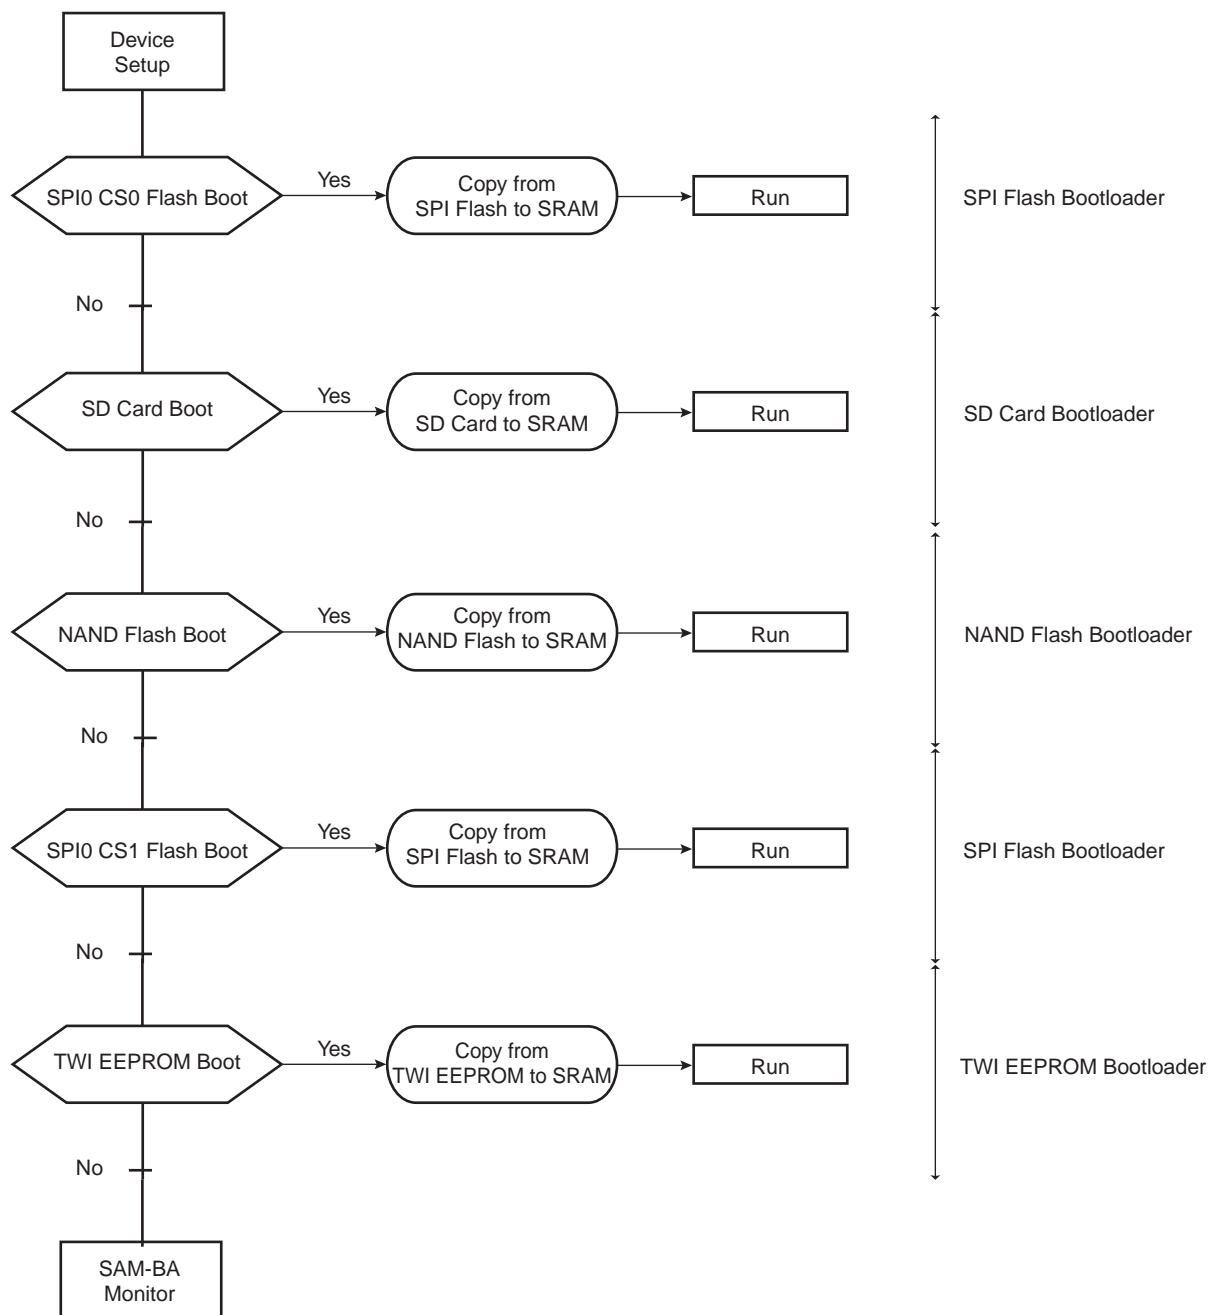 Device
Setup
SPI0 CS0 Flash Boot
Yes
Copy from
SPI Flash to SRAM
Run
SPI Flash Bootloader
No
SD Card Boot
Yes
Copy from
SD Card to SRAM
Run
SD Card Bootloader
No
NAND Flash Boot
Yes
Copy from
NAND Flash to SRAM
Run
NAND Flash Bootloader
No
SPI0 CS1 Flash Boot
Yes
Copy from
SPI Flash to SRAM
Run
SPI Flash Bootloader
No
TWI EEPROM Boot
Yes
Copy from
TWI EEPROM to SRAM
Run
TWI EEPROM Bootloader
No
SAM-BA
Monitor